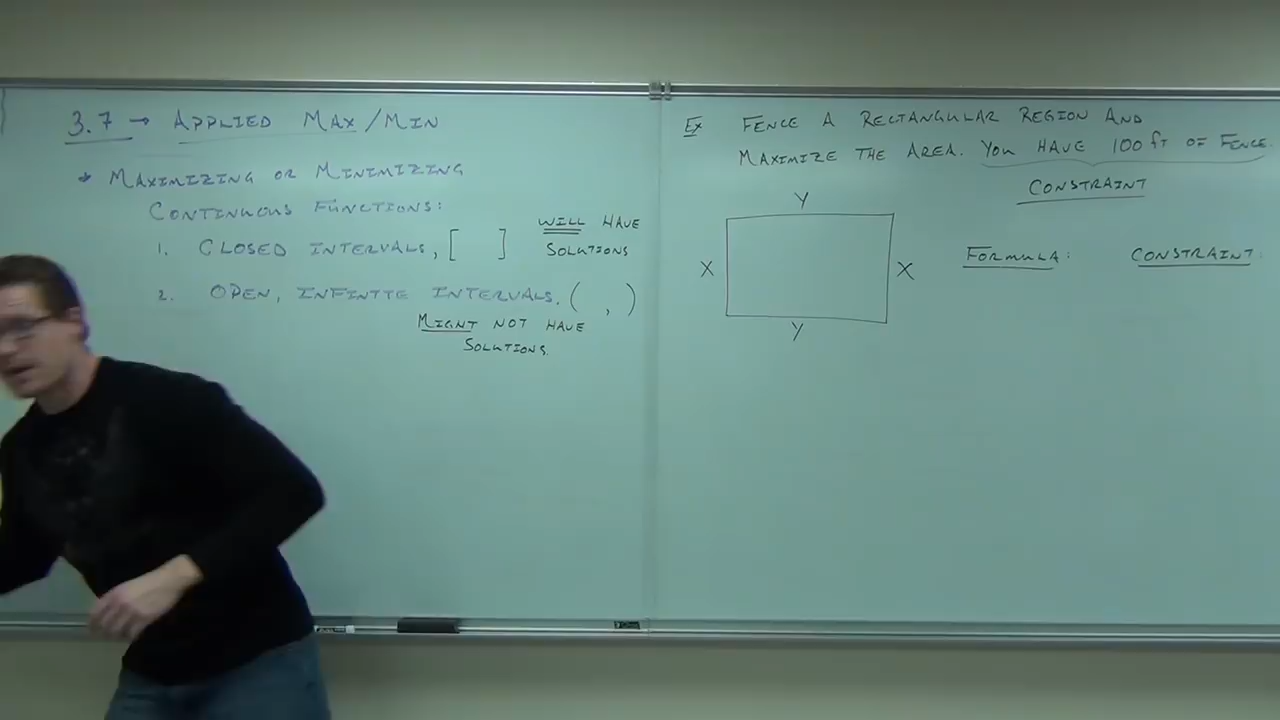 3.7 → APPLIED MAX/MIN
MAXIMIZING OR MINIMIZING
CONTINUOUS FUNCTIONS:
1. CLOSED INTERVALS, [ ] WILL HAVE
SOLUTIONS
2. OPEN, INFINITE INTERVALS. ( , )
MIGHT NOT HAVE
SOLUTIONS.
EX FENCE A RECTANGULAR REGION AND
MAXIMIZE THE AREA. YOU HAVE 100 ft OF FENCE.
CONSTRAINT
Y
X X
Y
FORMULA: CONSTRAINT: